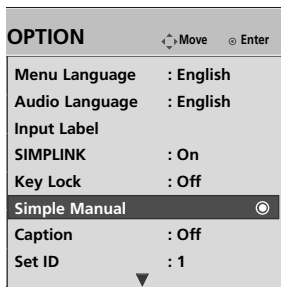 OPTION Move Enter
Menu Language : English
Audio Language : English
Input Label
SIMPLINK : On
Key Lock : Off
Simple Manual
Caption : Off
Set ID : 1